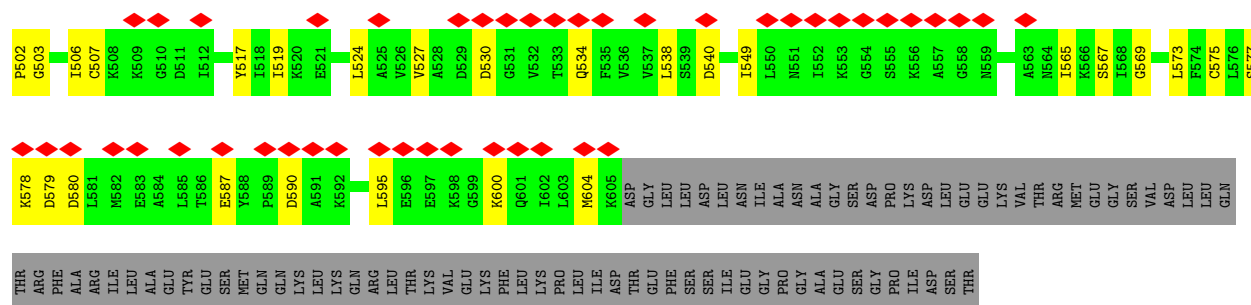 P502 G503 I506 C507 K508 K509 G510 D511 I512 Y517 I518 I519 K520 E521 L524 A525 V526 V527 A528 D529 D530 G531 V532 T533 Q534 F535 V536 V537 L538 S539 D540 I549 L550 N551 I552 K553 G554 S555 K556 A557 G558 N559 A563 N564 I565 K566 S567 I568 G569 L573 F574 C575 L576 S577
K578 D579 D580 L581 M582 E583 A584 L585 T586 E587 Y588 P589 D590 A591 K592 L595 E596 E597 K598 G599 K600 Q601 I602 L603 M604 K605 ASP GLY LEU LEU ASP LEU ASN ILE ALA ASN ALA GLY SER ASP PRO LYS ASP LEU GLU GLU LYS VAL THR ARG MET GLU GLY SER VAL ASP LEU LEU GLN
THR ARG PHE ALA ARG ILE LEU ALA GLU TYR GLU SER MET GLN GLN LYS LEU LYS GLN ARG LEU THR LYS VAL GLU LYS PHE LEU LYS PRO LEU ILE ASP THR GLU PHE SER SER ILE GLU GLY PRO GLY ALA GLU SER GLY PRO ILE ASP SER THR